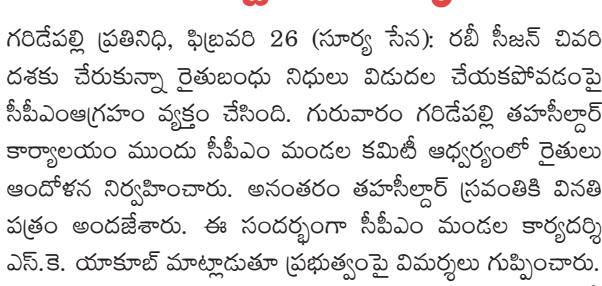 గరిడేపల్లి ప్రతినిధి, ఫిబ్రవరి 26 (సూర్య సేన): రబీ సీజన్ చివరి
దశకు చేరుకున్నా రైతుబంధు నిధులు విడుదల చేయకపోవడంపై
సీపీఎంఆగ్రహం వ్యక్తం చేసింది. గురువారం గరిడేపల్లి తహసీల్దార్
కార్యాలయం ముందు సీపీఎం మండల కమిటీ ఆధ్వర్యంలో రైతులు
ఆందోళన నిర్వహించారు. అనంతరం తహసీల్దార్ స్రవంతికి వినతి
పత్రం అందజేశారు. ఈ సందర్భంగా సీపీఎం మండల కార్యదర్శి
ఎస్.కె. యాకూబ్ మాట్లాడుతూ ప్రభుత్వంపై విమర్శలు గుప్పించారు.